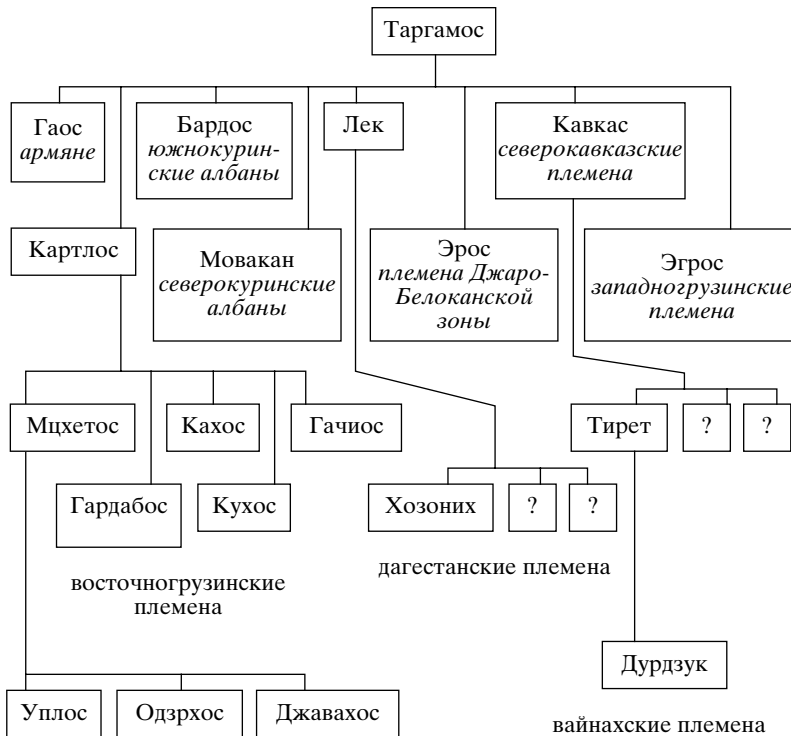 Таргамос
Гаос
армяне
Бардос
южнокурин-
ские албаны
Лек
Кавкас
северокавказские
племена
Картлос
Мовакан
северокуринские
албаны
Эрос
племена Джаро-
Белоканской
зоны
Эгрос
западногрузинские
племена
Мцхетос
Кахос
Гачиос
Тирет
?
?
Гардабос
Кухос
Хозоних
?
?
восточногрузинские
племена
дагестанские племена
Дурдзук
Уплос
Одзрхос
Джавахос
вайнахские племена